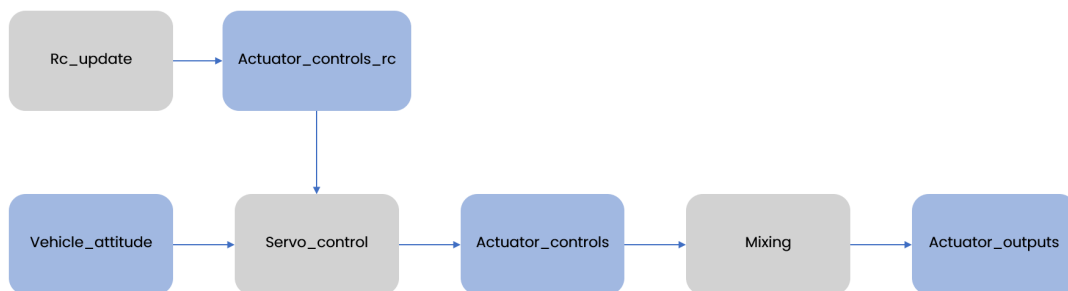 Rc_update
Actuator_controls_rc
Vehicle_attitude
Servo_control
Actuator_controls
Mixing
Actuator_outputs